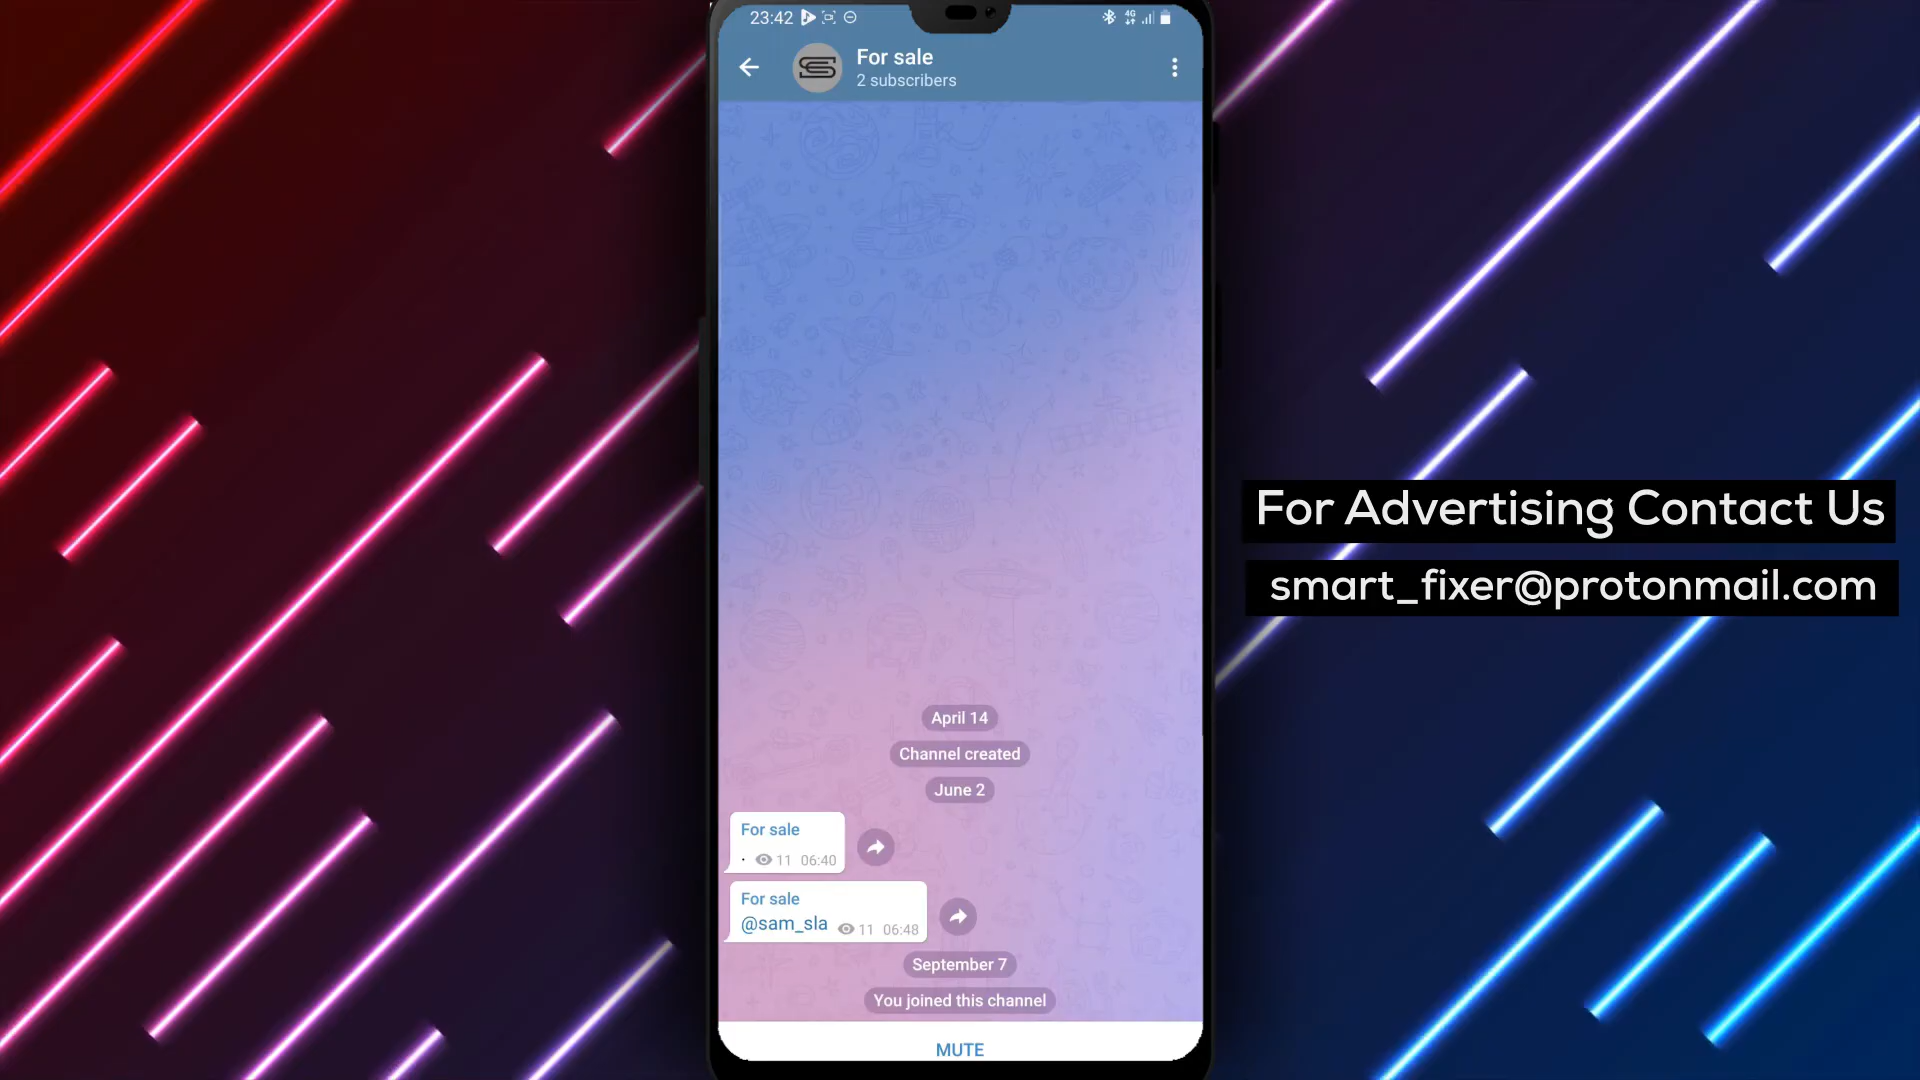 23:42
4G
For sale
2 subscribers
April 14
Channel created
June 2
For sale
. 11 06:40
For sale
@sam_sla 11 06:48
September 7
You joined this channel
MUTE
For Advertising Contact Us
smart_fixer@protonmail.com